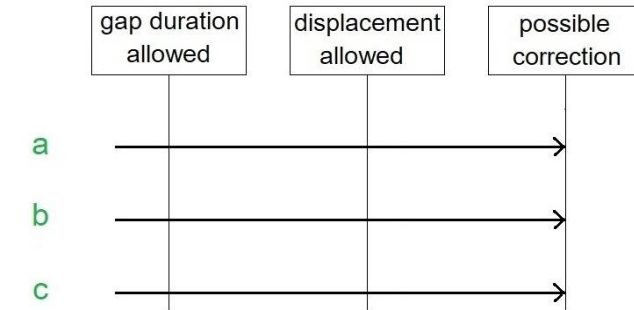 gap duration
allowed
displacement
allowed
possible
correction
a
b
c